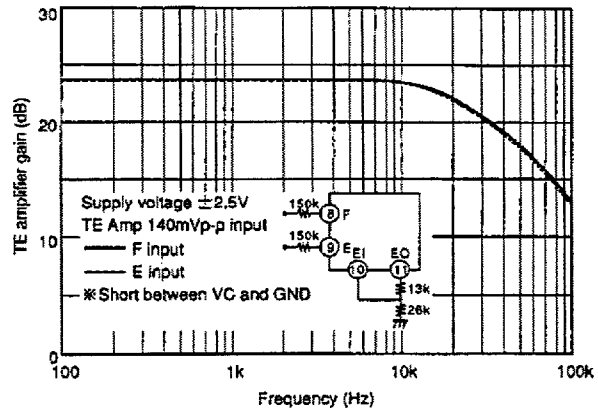 TE amplifier gain (dB)
30
20
10
0
Supply voltage ±2.5V
TE Amp 140mVp-p input
F input
E input
※Short between VC and GND
150k
8
F
150k
9
E
EI
EO
10
11
13k
26k
100
1k
10k
100k
Frequency (Hz)